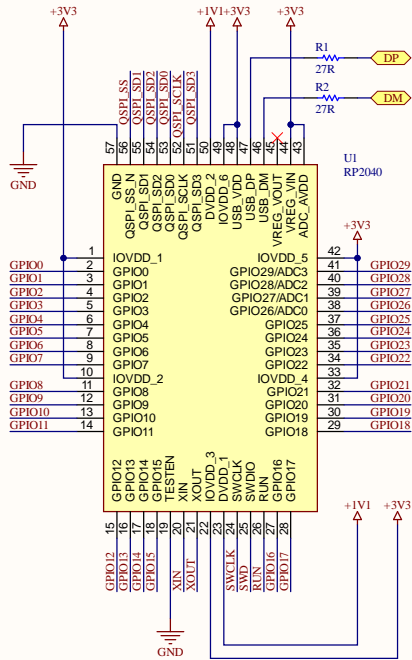 +3V3
+1V1
+3V3
+3V3
R1
27R
DP
R2
27R
DM
QSPI_SS
QSPI_SD1
QSPI_SD2
QSPI_SD0
QSPI_SCLK
QSPI_SD3
57
56
55
54
53
52
51
50
49
48
47
46
45
44
43
GND
U1
RP2040
GND
QSPI_SS_N
QSPI_SD1
QSPI_SD2
QSPI_SD0
QSPI_SCLK
QSPI_SD3
DVDD_2
IOVDD_6
USB_VDD
USB_DP
USB_DM
VREG_VOUT
VREG_VIN
ADC_AVDD
+3V3
1 IOVDD_1 IOVDD_5 42
GPIO0 2 GPIO0 GPIO29/ADC3 41 GPIO29
GPIO1 3 GPIO1 GPIO28/ADC2 40 GPIO28
GPIO2 4 GPIO2 GPIO27/ADC1 39 GPIO27
GPIO3 5 GPIO3 GPIO26/ADC0 38 GPIO26
GPIO4 6 GPIO4 GPIO25 37 GPIO25
GPIO5 7 GPIO5 GPIO24 36 GPIO24
GPIO6 8 GPIO6 GPIO23 35 GPIO23
GPIO7 9 GPIO7 GPIO22 34 GPIO22
10 IOVDD_2 IOVDD_4 33
GPIO8 11 GPIO8 GPIO21 32 GPIO21
GPIO9 12 GPIO9 GPIO20 31 GPIO20
GPIO10 13 GPIO10 GPIO19 30 GPIO19
GPIO11 14 GPIO11 GPIO18 29 GPIO18
GPIO12
GPIO13
GPIO14
GPIO15
TESTEN
XIN
XOUT
IOVDD_3
DVDD_1
SWCLK
SWDIO
RUN
GPIO16
GPIO17
15
16
17
18
19
20
21
22
23
24
25
26
27
28
GPIO12
GPIO13
GPIO14
GPIO15
XIN
XOUT
SWCLK
SWD
RUN
GPIO16
GPIO17
+1V1
+3V3
GND